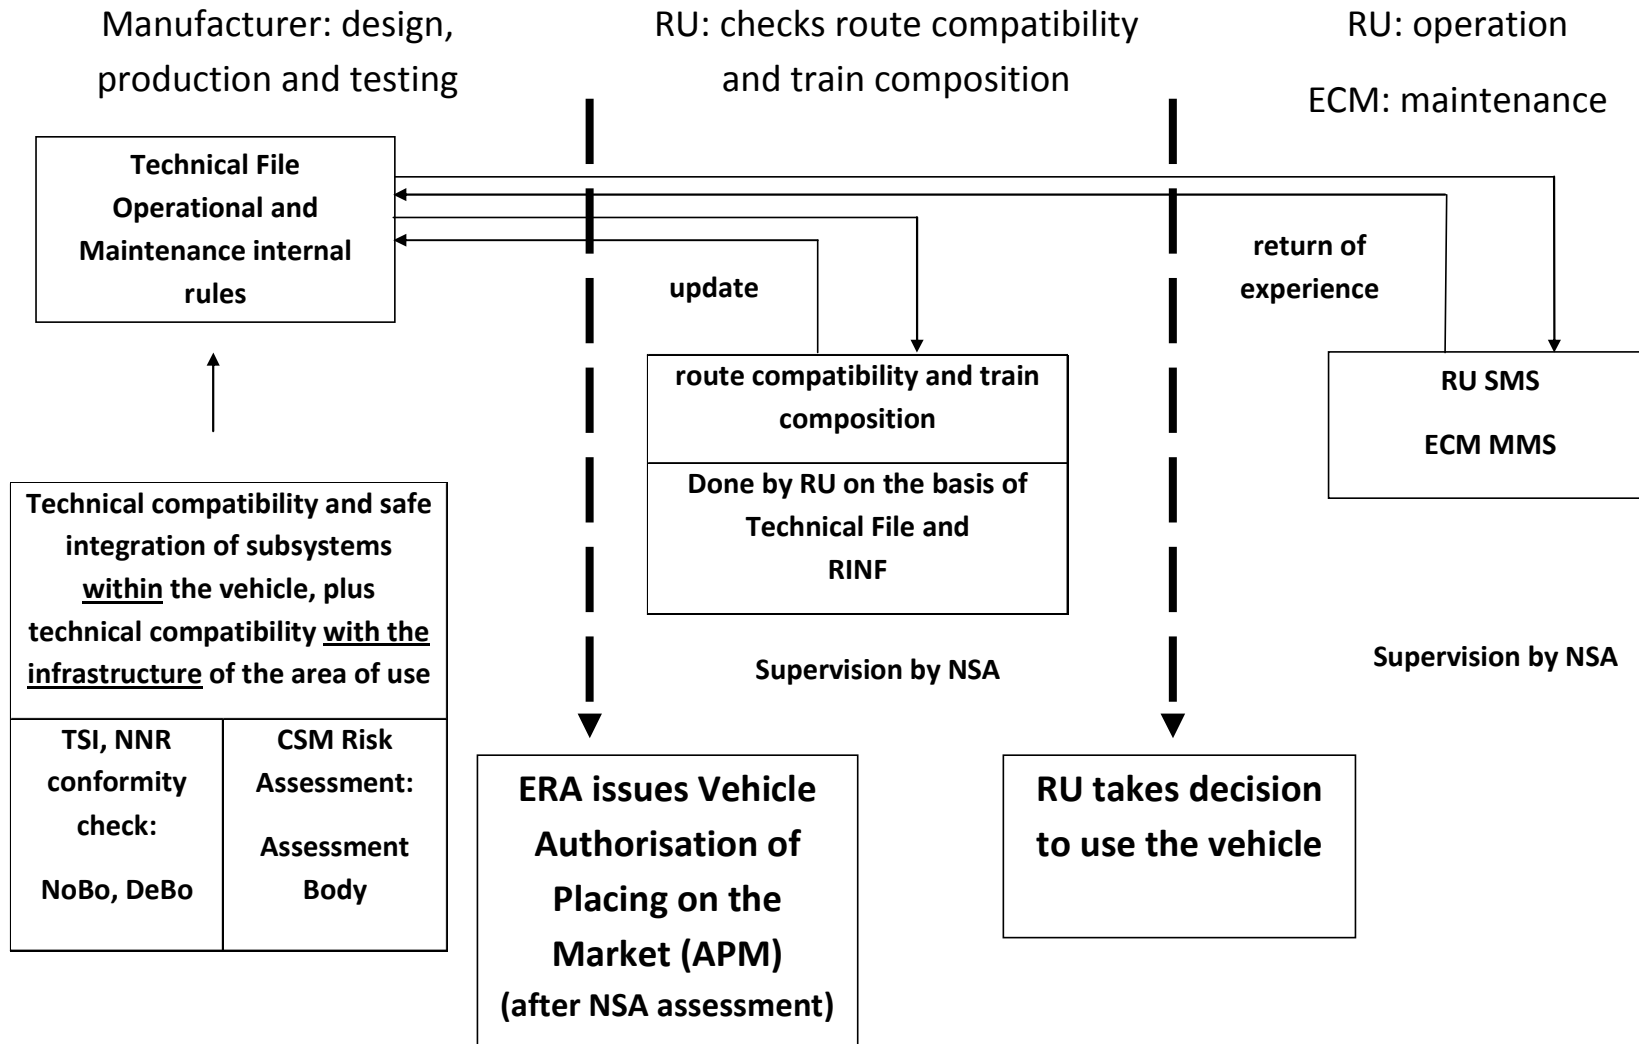 Manufacturer: design,
production and testing
RU: checks route compatibility
and train composition
RU: operation
ECM: maintenance
Technical File
Operational and
Maintenance internal
rules
update
return of
experience
route compatibility and train
composition
Done by RU on the basis of
Technical File and
RINF
Supervision by NSA
RU SMS
ECM MMS
Supervision by NSA
Technical compatibility and safe
integration of subsystems
within the vehicle, plus
technical compatibility with the
infrastructure of the area of use
TSI, NNR
conformity
check:
NoBo, DeBo
CSM Risk
Assessment:
Assessment
Body
ERA issues Vehicle
Authorisation of
Placing on the
Market (APM)
(after NSA assessment)
RU takes decision
to use the vehicle